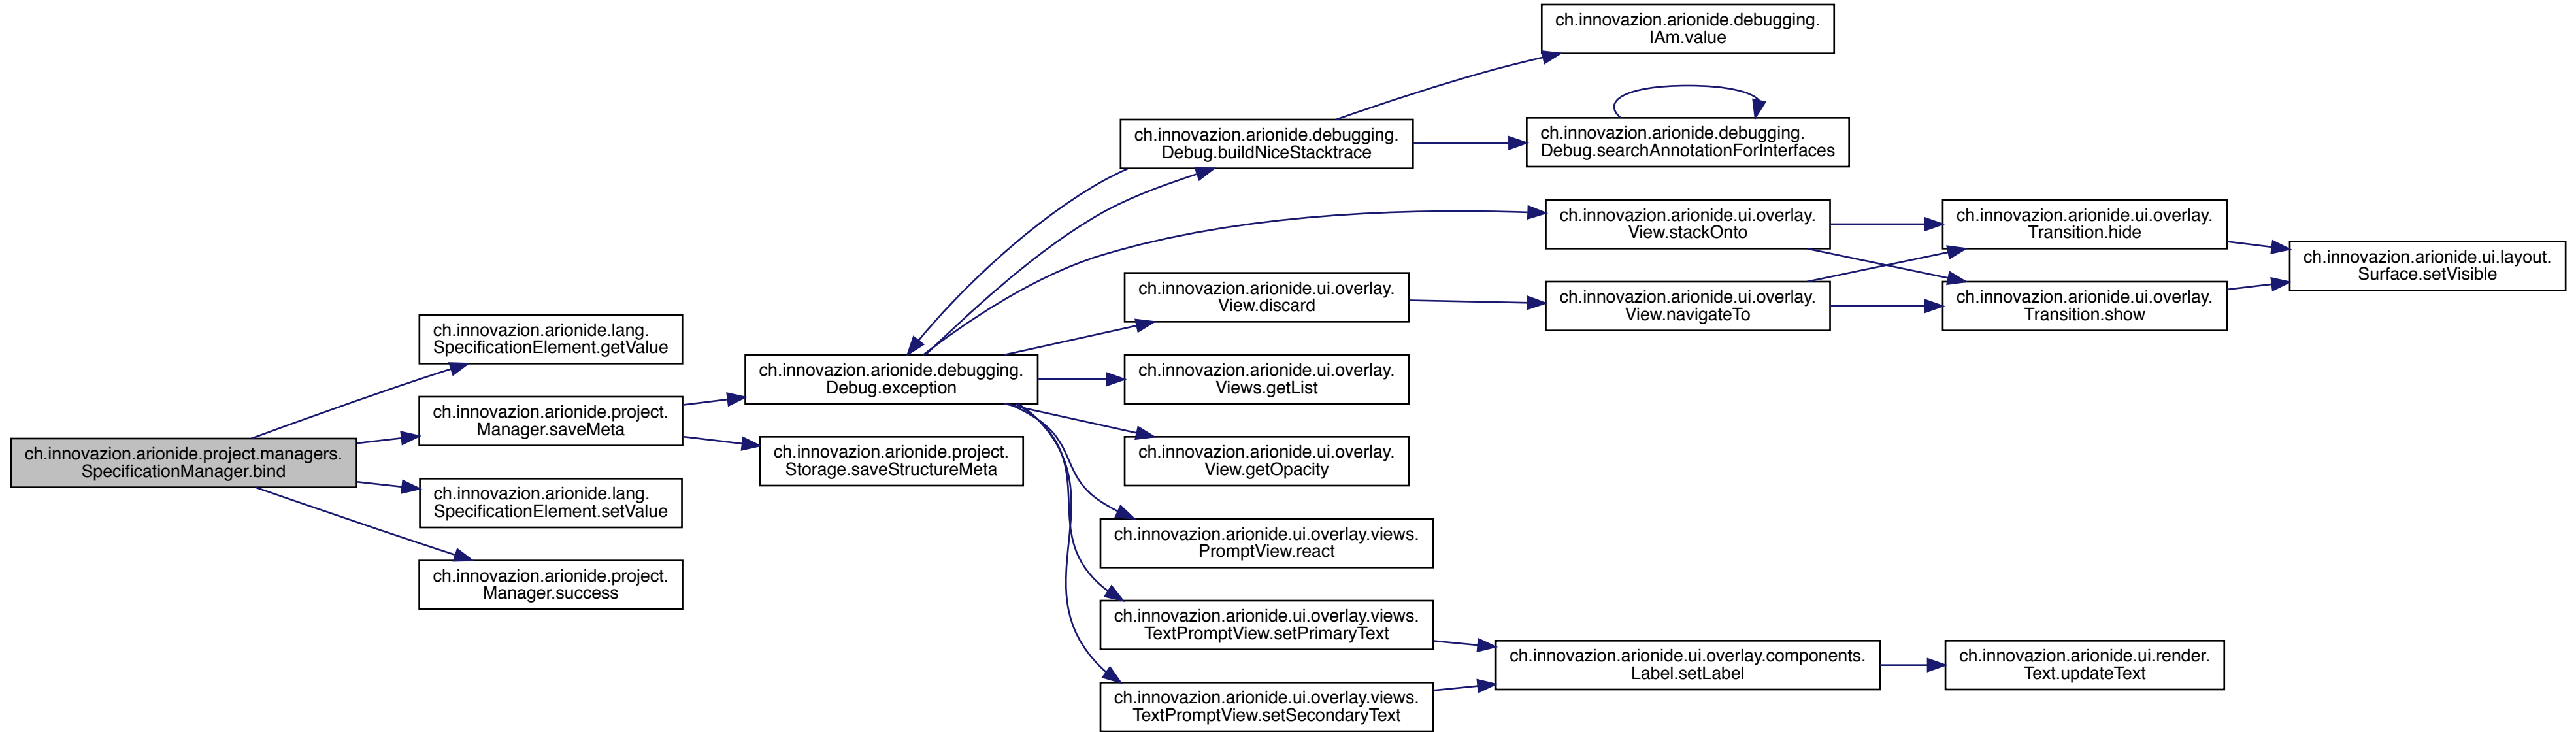 ch.innovazion.arionide.project.managers.
SpecificationManager.bind
ch.innovazion.arionide.lang.
SpecificationElement.getValue
ch.innovazion.arionide.project.
Manager.saveMeta
ch.innovazion.arionide.lang.
SpecificationElement.setValue
ch.innovazion.arionide.project.
Manager.success
ch.innovazion.arionide.debugging.
Debug.exception
ch.innovazion.arionide.project.
Storage.saveStructureMeta
ch.innovazion.arionide.debugging.
Debug.buildNiceStacktrace
ch.innovazion.arionide.ui.overlay.
View.discard
ch.innovazion.arionide.ui.overlay.
Views.getList
ch.innovazion.arionide.ui.overlay.
View.getOpacity
ch.innovazion.arionide.ui.overlay.views.
PromptView.react
ch.innovazion.arionide.ui.overlay.views.
TextPromptView.setPrimaryText
ch.innovazion.arionide.ui.overlay.views.
TextPromptView.setSecondaryText
ch.innovazion.arionide.debugging.
IAm.value
ch.innovazion.arionide.debugging.
Debug.searchAnnotationForInterfaces
ch.innovazion.arionide.ui.overlay.
View.stackOnto
ch.innovazion.arionide.ui.overlay.
View.navigateTo
ch.innovazion.arionide.ui.overlay.components.
Label.setLabel
ch.innovazion.arionide.ui.overlay.
Transition.hide
ch.innovazion.arionide.ui.overlay.
Transition.show
ch.innovazion.arionide.ui.render.
Text.updateText
ch.innovazion.arionide.ui.layout.
Surface.setVisible